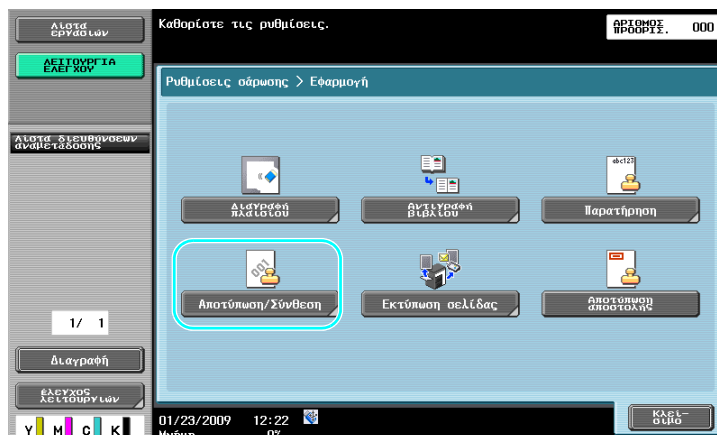 Λίστα
εργασιών
Καθορίστε τις ρυθμίσεις.
ΑΡΙΘΜΟΣ
ΠΡΟΟΡΙΣ.
000
ΛΕΙΤΟΥΡΓΙΑ
ΕΛΕΓΧΟΥ
Ρυθμίσεις σάρωσης > Εφαρμογή
Λίστα διευθύνσεων
αναμετάδοσης
abc123
Διαγραφή
πλαισίου
Αντιγραφή
βιβλίου
Παρατήρηση
001
Αποτύπωση/Σύνθεση
Εκτύπωση σελίδας
Αποτύπωση
αποστολής
1/ 1
Διαγραφή
Έλεγχος
λειτουργιών
Κλεί-
σιμο
01/23/2009 12:22
Y M C K
Μνήμη 0%